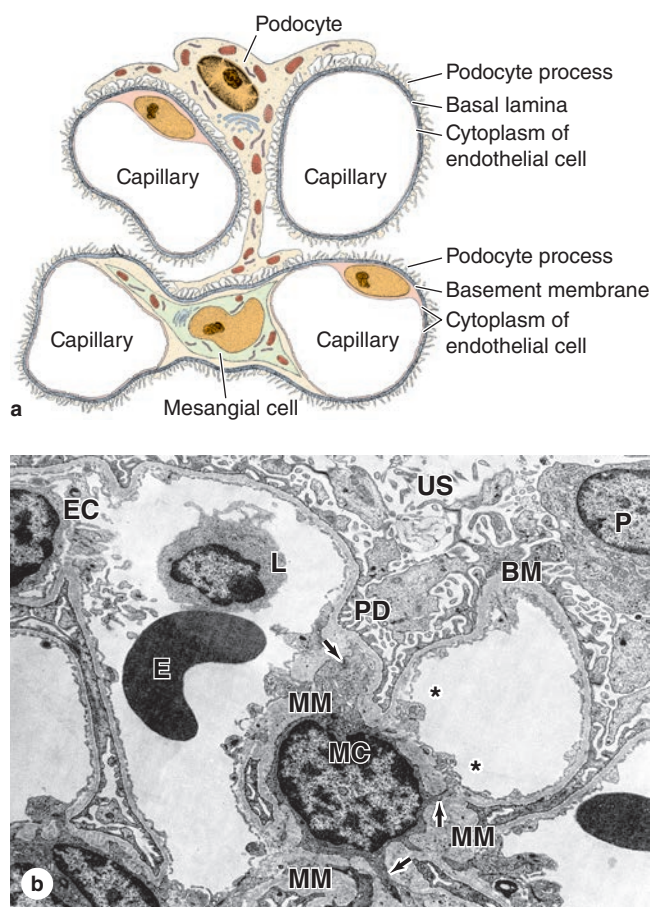 Podocyte
Podocyte process
Basal lamina
Cytoplasm of
endothelial cell
Capillary
Capillary
Podocyte process
Basement membrane
Cytoplasm of
endothelial cell
Capillary
Capillary
Mesangial cell
a
US
EC
P
L
BM
PD
E
*
MM
MC
*
MM
MM
b